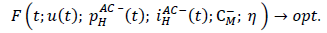 F ( t; u(t); p_H^{AC−}(t); i_H^{AC−}(t); C_M^−; η ) → opt.